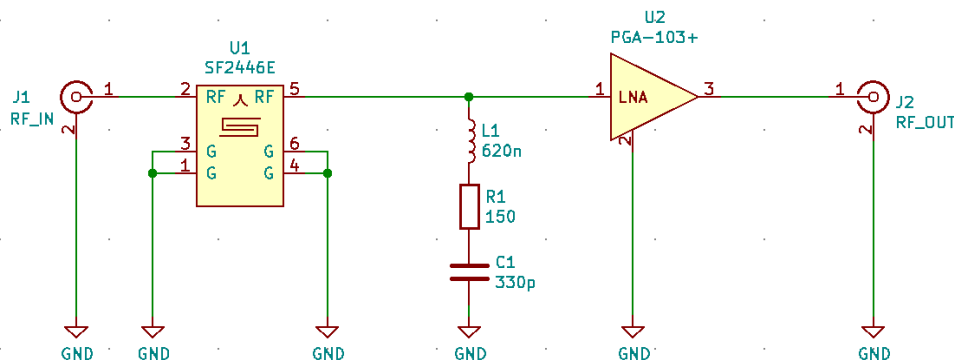 U2
PGA-103+
U1
SF2446E
J1
RF_IN
1
2
2
RF
RF
5
3
G
G
6
1
G
G
4
L1
620n
R1
150
C1
330p
1
LNA
3
2
1
2
J2
RF_OUT
GND
GND
GND
GND
GND
GND